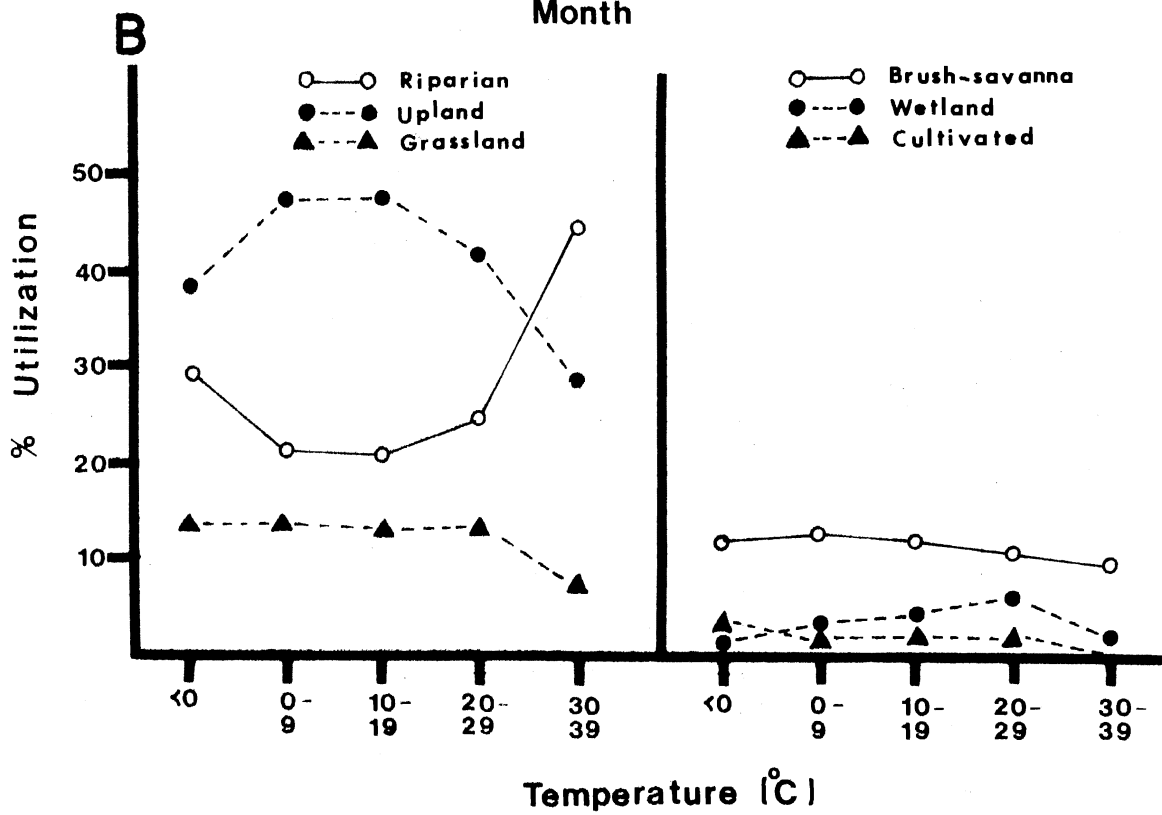 Month
B
Riparian
Upland
Grassland
Brush-savanna
Wetland
Cultivated
50
40
30
20
10
% Utilization
<0
0-
9
10-
19
20-
29
30
39
<0
0-
9
10-
19
20-
29
30-
39
Temperature (°C)